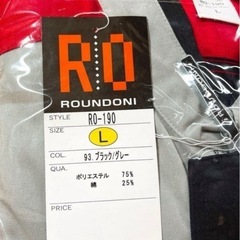 RO
ROUNDONI
STYLE RO-190
SIZE L
COL. 93. ブラック/グレー
QUA.
ポリエステル 75%
綿 25%
PRICE